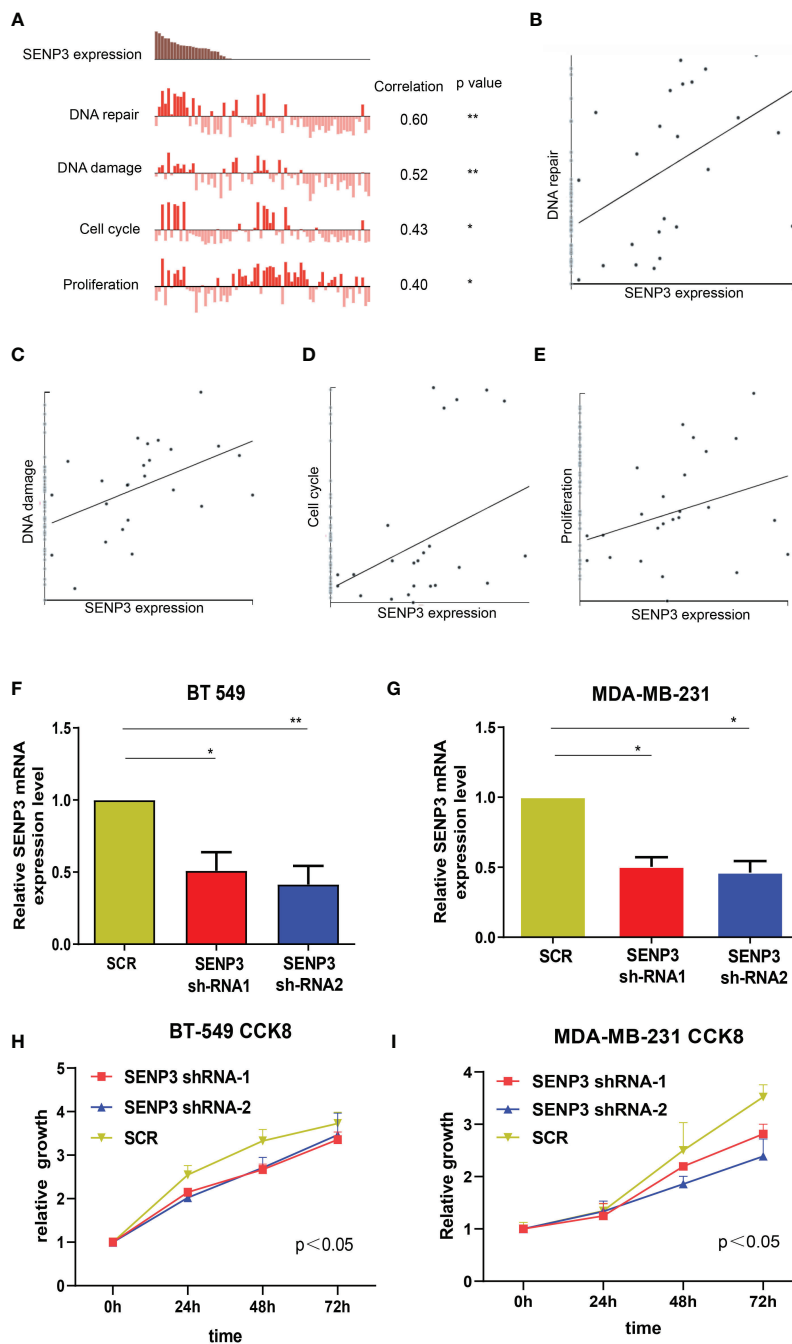 A
SENP3 expression
Correlation
p value
DNA repair
0.60
**
DNA damage
0.52
**
Cell cycle
0.43
*
Proliferation
0.40
*
B
DNA repair
SENP3 expression
C
DNA damage
SENP3 expression
D
Cell cycle
SENP3 expression
E
Proliferation
SENP3 expression
F
BT 549
Relative SENP3 mRNA
expression level
1.5
1.0
0.5
0.0
**
*
SCR
SENP3
sh-RNA1
SENP3
sh-RNA2
G
MDA-MB-231
Relative SENP3 mRNA
expression level
1.5
1.0
0.5
0.0
*
*
SCR
SENP3
sh-RNA1
SENP3
sh-RNA2
H
BT-549 CCK8
relative growth
5
4
3
2
1
0
SENP3 shRNA-1
SENP3 shRNA-2
SCR
p<0.05
0h
24h
48h
72h
time
I
MDA-MB-231 CCK8
Relative growth
4
3
2
1
0
SENP3 shRNA-1
SENP3 shRNA-2
SCR
p<0.05
0h
24h
48h
72h
time